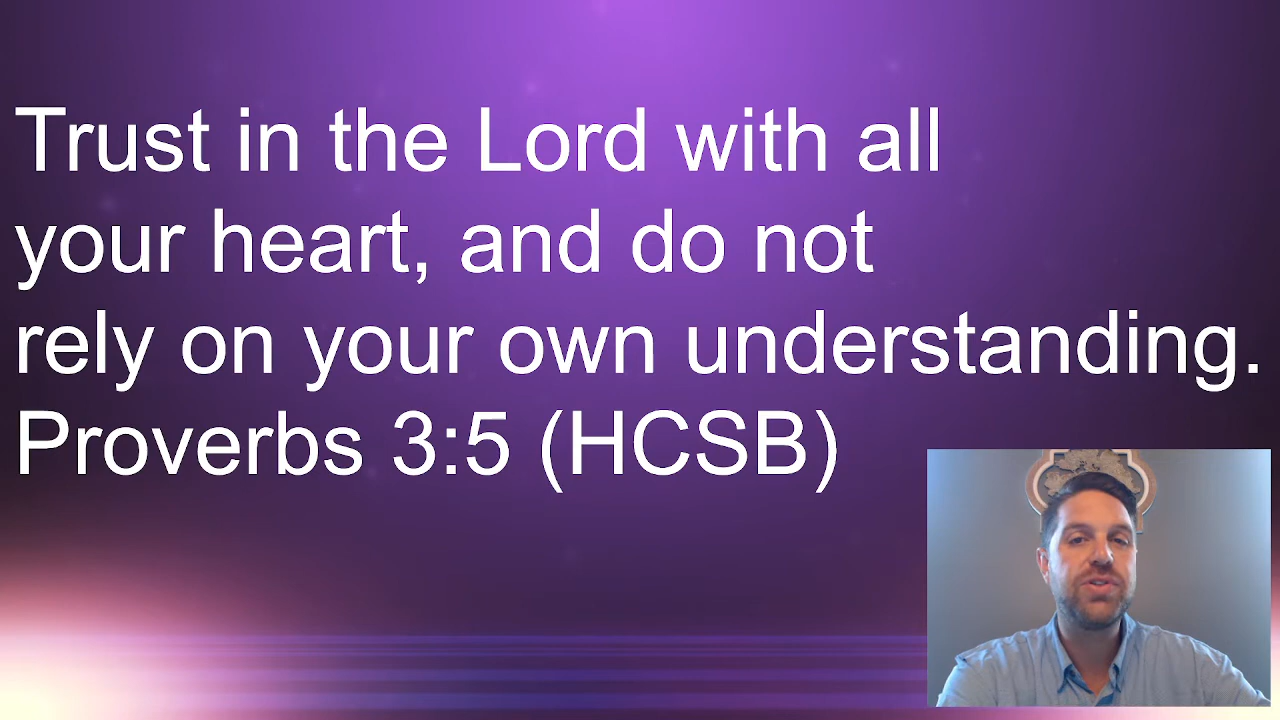 Trust in the Lord with all
your heart, and do not
rely on your own understanding.
Proverbs 3:5 (HCSB)